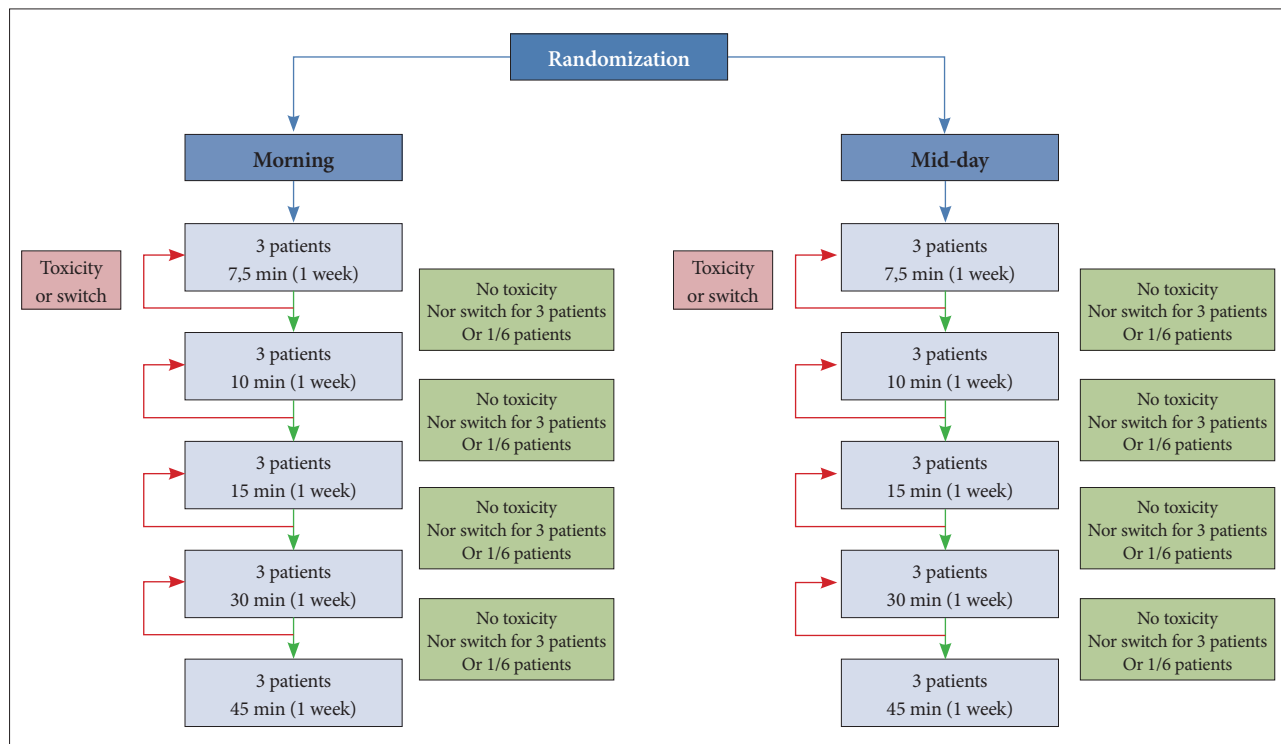 Randomization
Morning
3 patients
7,5 min (1 week)
Toxicity
or switch
No toxicity
Nor switch for 3 patients
Or 1/6 patients
3 patients
10 min (1 week)
No toxicity
Nor switch for 3 patients
Or 1/6 patients
3 patients
15 min (1 week)
No toxicity
Nor switch for 3 patients
Or 1/6 patients
3 patients
30 min (1 week)
No toxicity
Nor switch for 3 patients
Or 1/6 patients
3 patients
45 min (1 week)
Mid-day
3 patients
7,5 min (1 week)
Toxicity
or switch
No toxicity
Nor switch for 3 patients
Or 1/6 patients
3 patients
10 min (1 week)
No toxicity
Nor switch for 3 patients
Or 1/6 patients
3 patients
15 min (1 week)
No toxicity
Nor switch for 3 patients
Or 1/6 patients
3 patients
30 min (1 week)
No toxicity
Nor switch for 3 patients
Or 1/6 patients
3 patients
45 min (1 week)